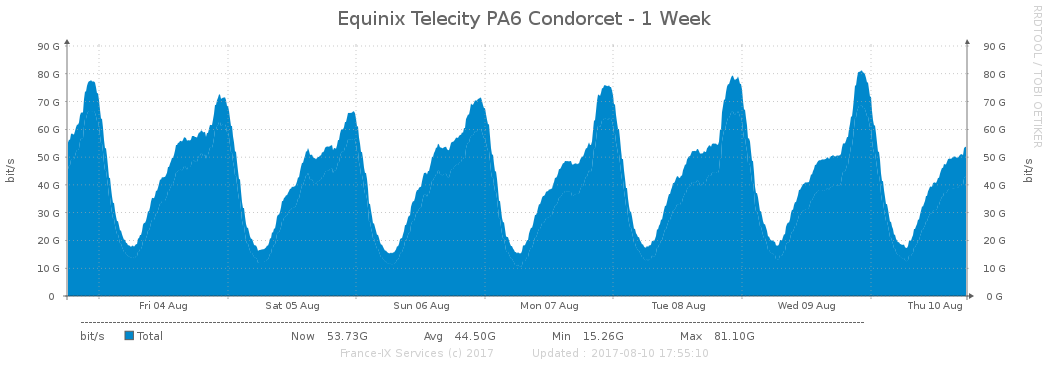 Equinix Telecity PA6 Condorcet - 1 Week
RRDTOOL / TOBI OETIKER
bit/s
90 G
80 G
70 G
60 G
50 G
40 G
30 G
20 G
10 G
0
90 G
80 G
70 G
60 G
50 G
40 G
30 G
20 G
10 G
0 G
bit/s
Fri 04 Aug Sat 05 Aug Sun 06 Aug Mon 07 Aug Tue 08 Aug Wed 09 Aug Thu 10 Aug
bit/s Total Now 53.73G Avg 44.50G Min 15.26G Max 81.10G
France-IX Services (c) 2017 Updated : 2017-08-10 17:55:10